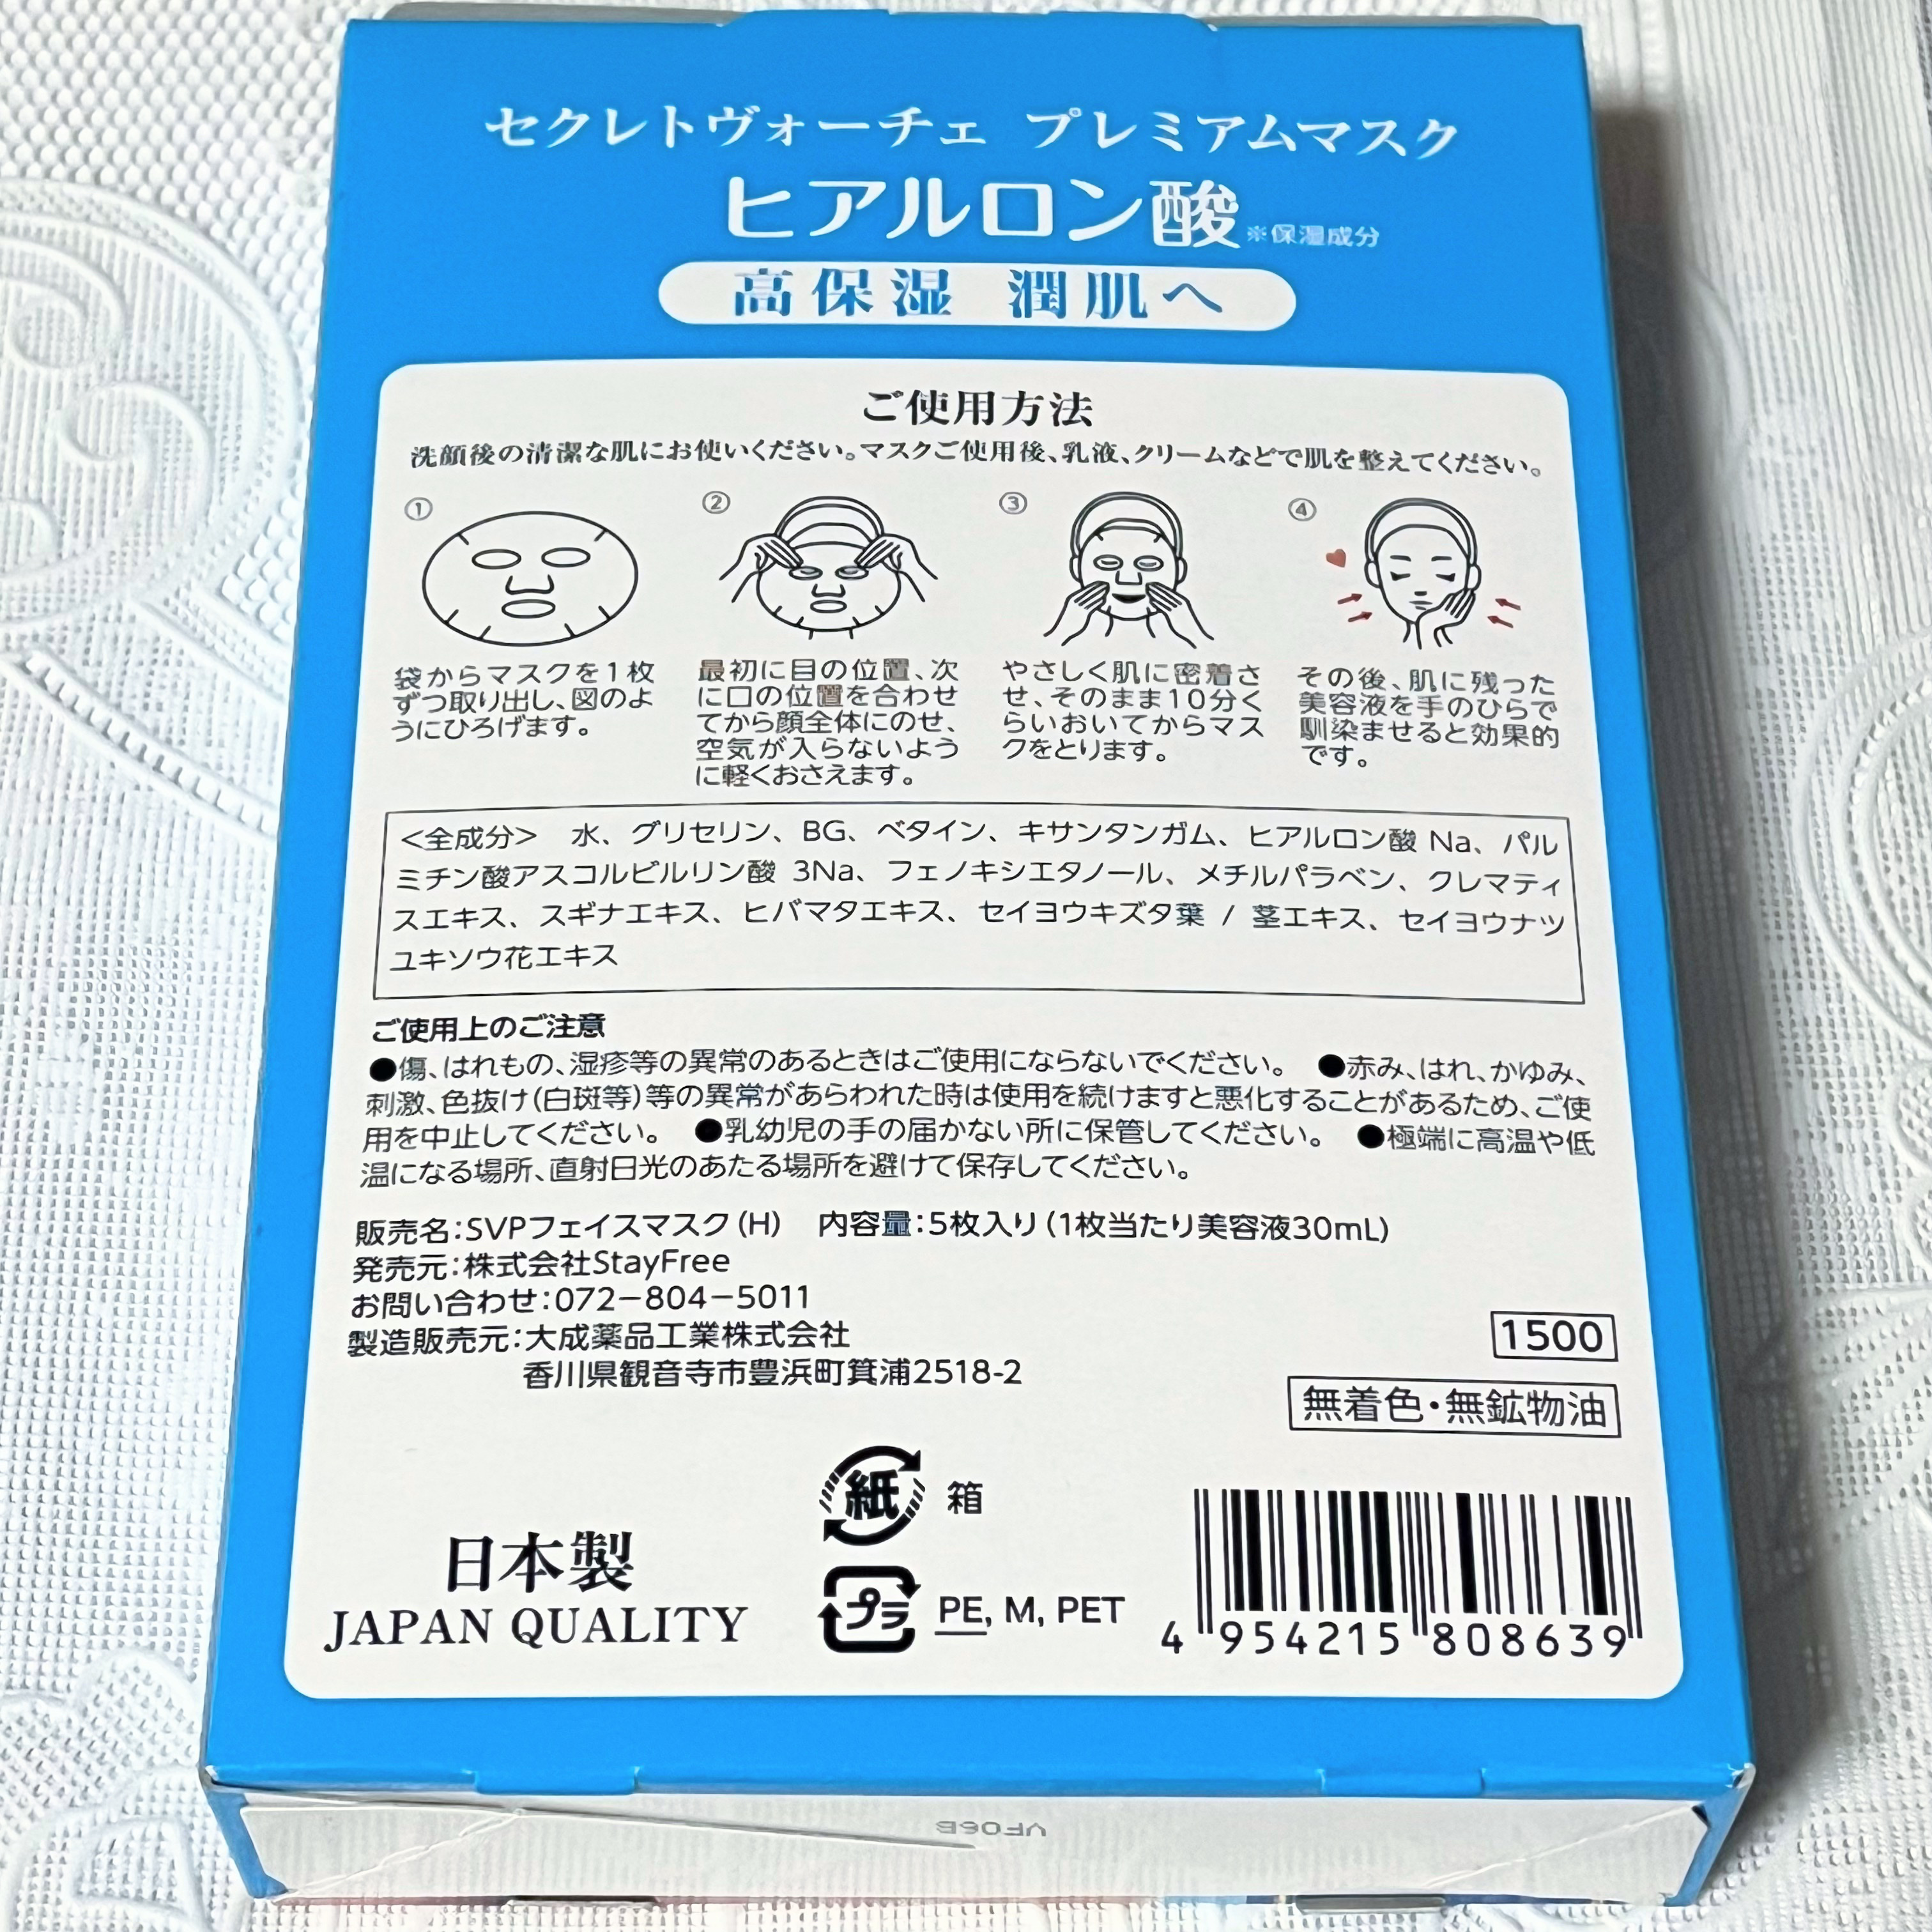 セクレトヴォーチェ プレミアムマスク
ヒアルロン酸※保湿成分
高保湿 潤肌へ
ご使用方法
洗顔後の清潔な肌にお使いください。マスクご使用後、乳液、クリームなどで肌を整えてください。
①
袋からマスクを1枚
ずつ取り出し、図のよ
うにひろげます。
②
最初に目の位置、次
に口の位置を合わせ
てから顔全体にのせ、
空気が入らないよう
に軽くおさえます。
③
やさしく肌に密着さ
せ、そのまま10分く
らいおいてからマス
クをとります。
④
その後、肌に残った
美容液を手のひらで
馴染ませると効果的
です。
＜全成分＞ 水、グリセリン、BG、ベタイン、キサンタンガム、ヒアルロン酸 Na、パル
ミチン酸アスコルビルリン酸 3Na、フェノキシエタノール、メチルパラベン、クレマティ
スエキス、スギナエキス、ヒバマタエキス、セイヨウキズタ葉 / 茎エキス、セイヨウナツ
ユキソウ花エキス
ご使用上のご注意
●傷、はれもの、湿疹等の異常のあるときはご使用にならないでください。 ●赤み、はれ、かゆみ、
刺激、色抜け(白斑等)等の異常があらわれた時は使用を続けますと悪化することがあるため、ご使
用を中止してください。 ●乳幼児の手の届かない所に保管してください。 ●極端に高温や低
温になる場所、直射日光のあたる場所を避けて保存してください。
販売名:SVPフェイスマスク(H) 内容量:5枚入り(1枚当たり美容液30mL)
発売元:株式会社StayFree
お問い合わせ:072-804-5011
製造販売元:大成薬品工業株式会社
香川県観音寺市豊浜町箕浦2518-2
1500
無着色・無鉱物油
紙 箱
プラ PE, M, PET
日本製
JAPAN QUALITY
4 954215 808639
VF06B